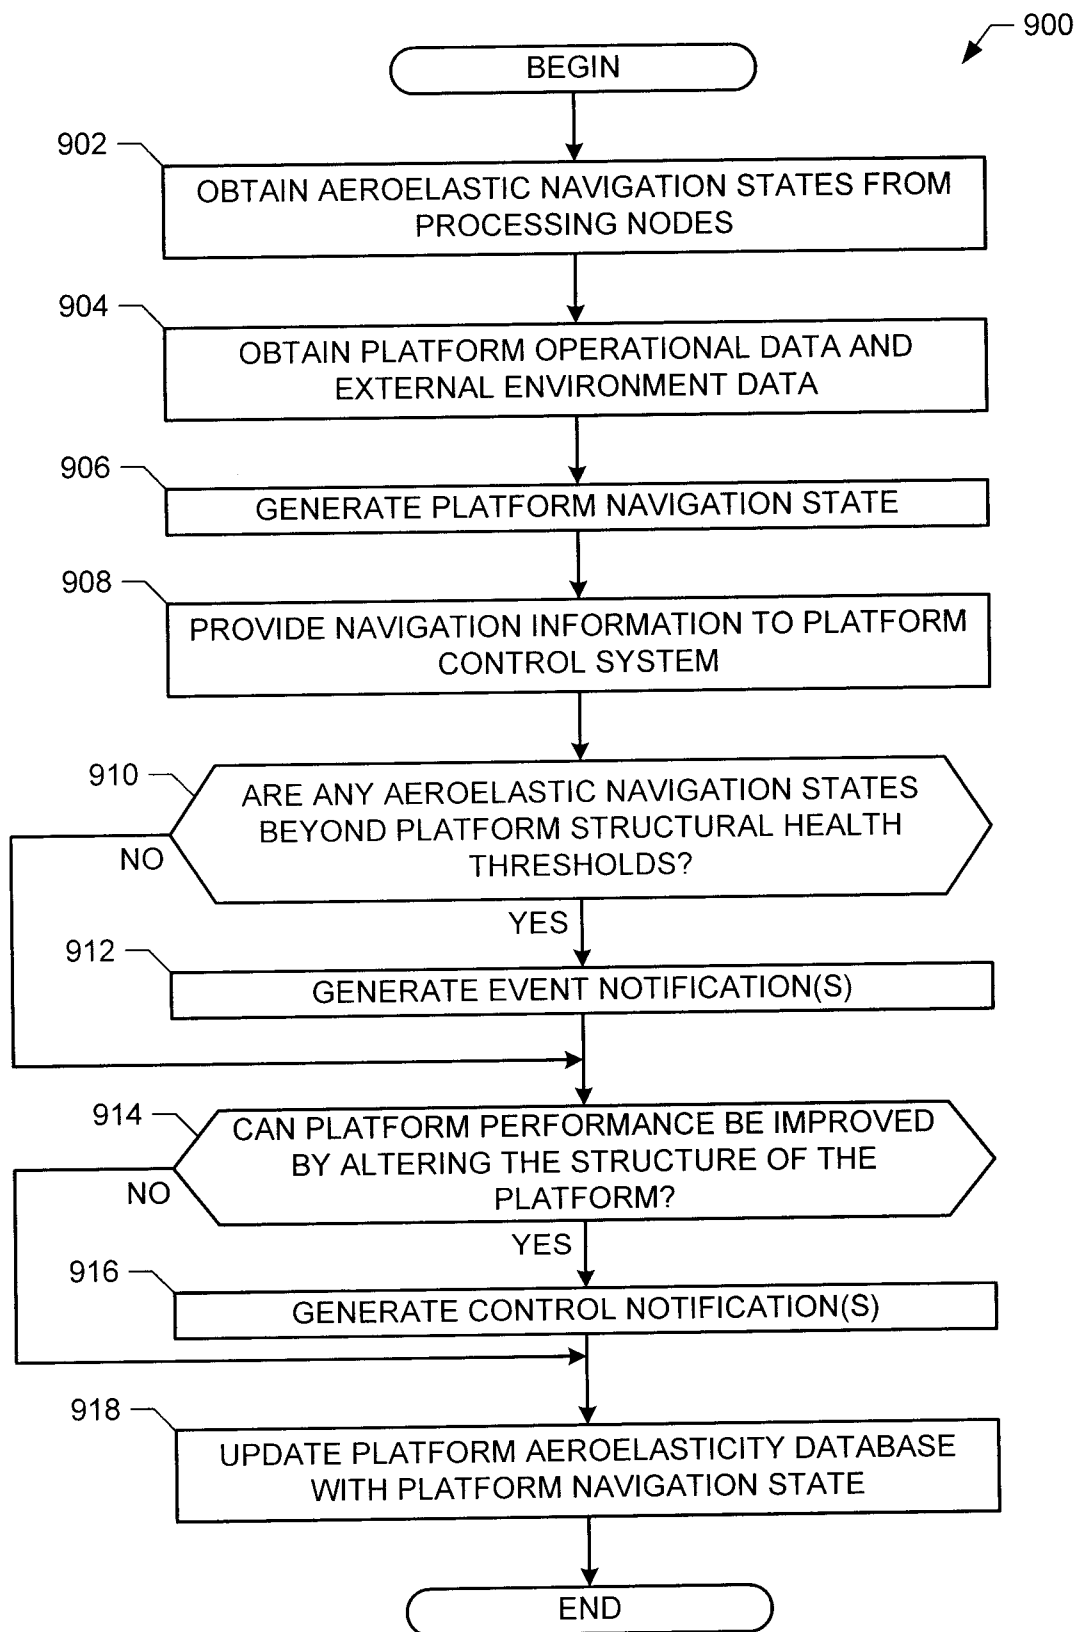 900
BEGIN
902
OBTAIN AEROELASTIC NAVIGATION STATES FROM
PROCESSING NODES
904
OBTAIN PLATFORM OPERATIONAL DATA AND
EXTERNAL ENVIRONMENT DATA
906
GENERATE PLATFORM NAVIGATION STATE
908
PROVIDE NAVIGATION INFORMATION TO PLATFORM
CONTROL SYSTEM
910
ARE ANY AEROELASTIC NAVIGATION STATES
BEYOND PLATFORM STRUCTURAL HEALTH
THRESHOLDS?
NO
YES
912
GENERATE EVENT NOTIFICATION(S)
914
CAN PLATFORM PERFORMANCE BE IMPROVED
BY ALTERING THE STRUCTURE OF THE
PLATFORM?
NO
YES
916
GENERATE CONTROL NOTIFICATION(S)
918
UPDATE PLATFORM AEROELASTICITY DATABASE
WITH PLATFORM NAVIGATION STATE
END